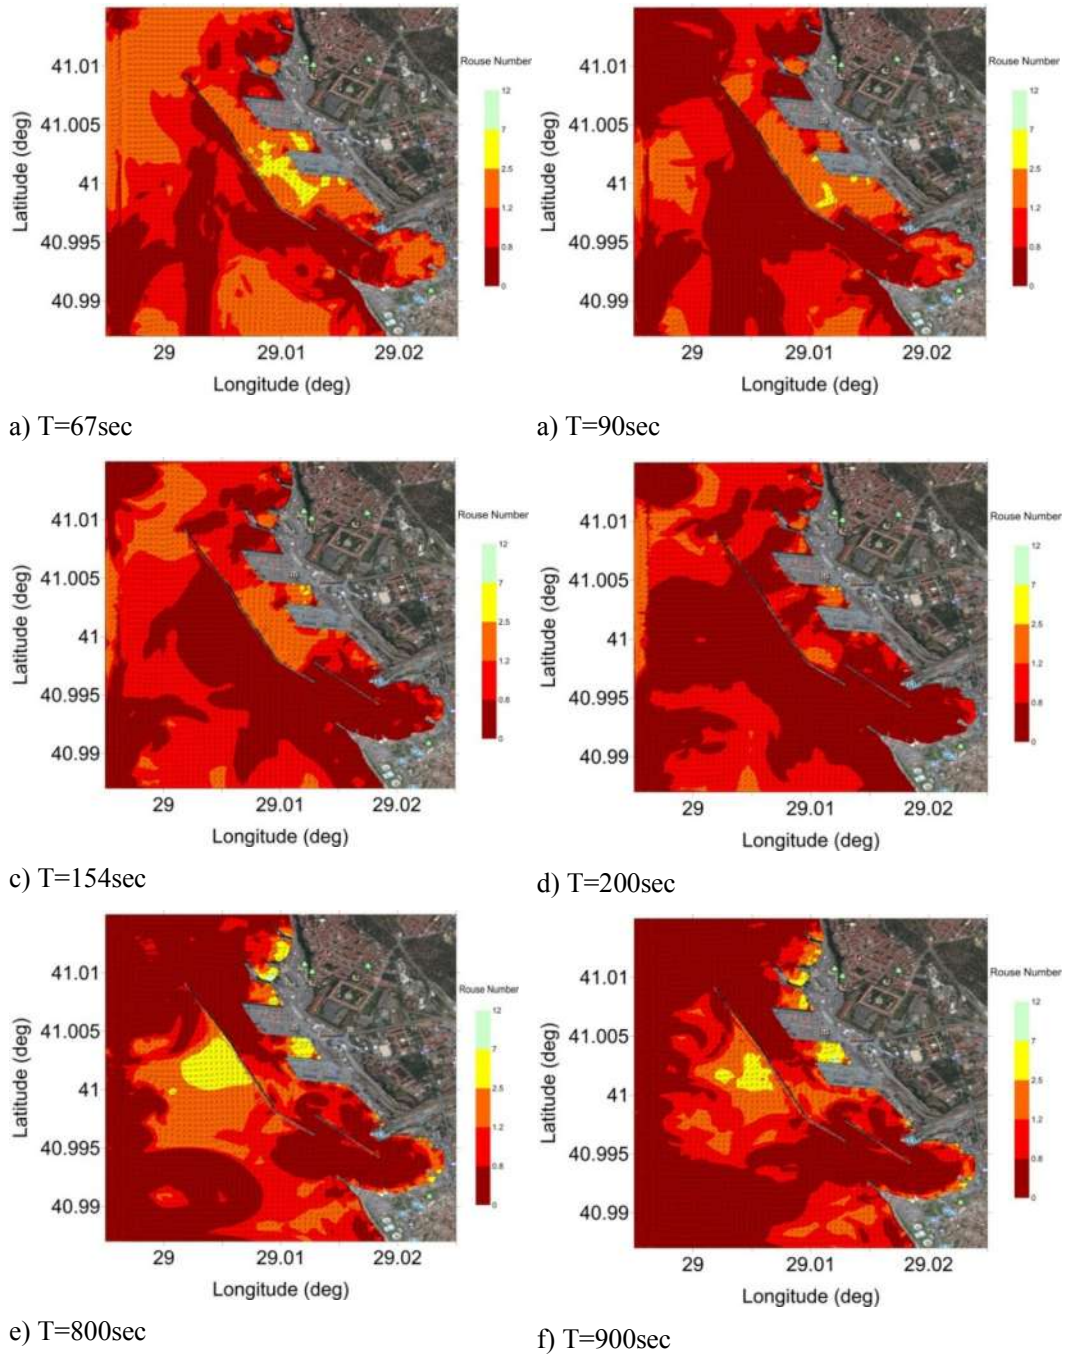 Rouse Number
12
7
2.5
1.2
0.8
0
41.01
41.005
41
40.995
40.99
Latitude (deg)
29 29.01 29.02
Longitude (deg)
a) T=67sec
Rouse Number
12
7
2.5
1.2
0.8
0
41.01
41.005
41
40.995
40.99
Latitude (deg)
29 29.01 29.02
Longitude (deg)
a) T=90sec
Rouse Number
12
7
2.5
1.2
0.8
0
41.01
41.005
41
40.995
40.99
Latitude (deg)
29 29.01 29.02
Longitude (deg)
c) T=154sec
Rouse Number
12
7
2.5
1.2
0.8
0
41.01
41.005
41
40.995
40.99
Latitude (deg)
29 29.01 29.02
Longitude (deg)
d) T=200sec
Rouse Number
12
7
2.5
1.2
0.8
0
41.01
41.005
41
40.995
40.99
Latitude (deg)
29 29.01 29.02
Longitude (deg)
e) T=800sec
Rouse Number
12
7
2.5
1.2
0.8
0
41.01
41.005
41
40.995
40.99
Latitude (deg)
29 29.01 29.02
Longitude (deg)
f) T=900sec